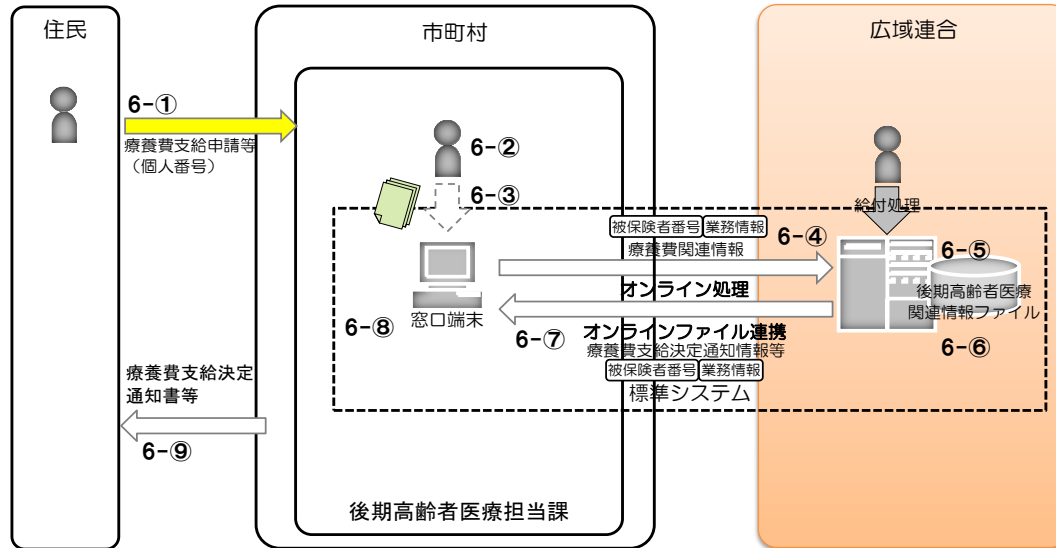 住民
市町村
広域連合
6-①
療養費支給申請等
（個人番号）
6-②
6-③
給付処理
被保険者番号 業務情報
6-④
療養費関連情報
6-⑤
オンライン処理
後期高齢者医療
関連情報ファイル
窓口端末
6-⑧
6-⑦
オンラインファイル連携
療養費支給決定通知情報等
6-⑥
被保険者番号 業務情報
標準システム
療養費支給決定
通知書等
6-⑨
後期高齢者医療担当課